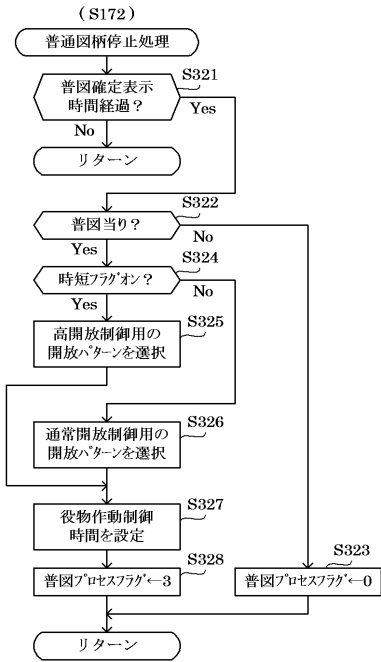 (S172)
普通図柄停止処理
S321
普図確定表示
時間経過？
Yes
No
リターン
S322
普図当り？
Yes
No
S324
時短フラグオン？
Yes
No
S325
高開放制御用の
開放パターンを選択
S326
通常開放制御用の
開放パターンを選択
S327
役物作動制御
時間を設定
S328
普図プロセスフラグ←3
S323
普図プロセスフラグ←0
リターン